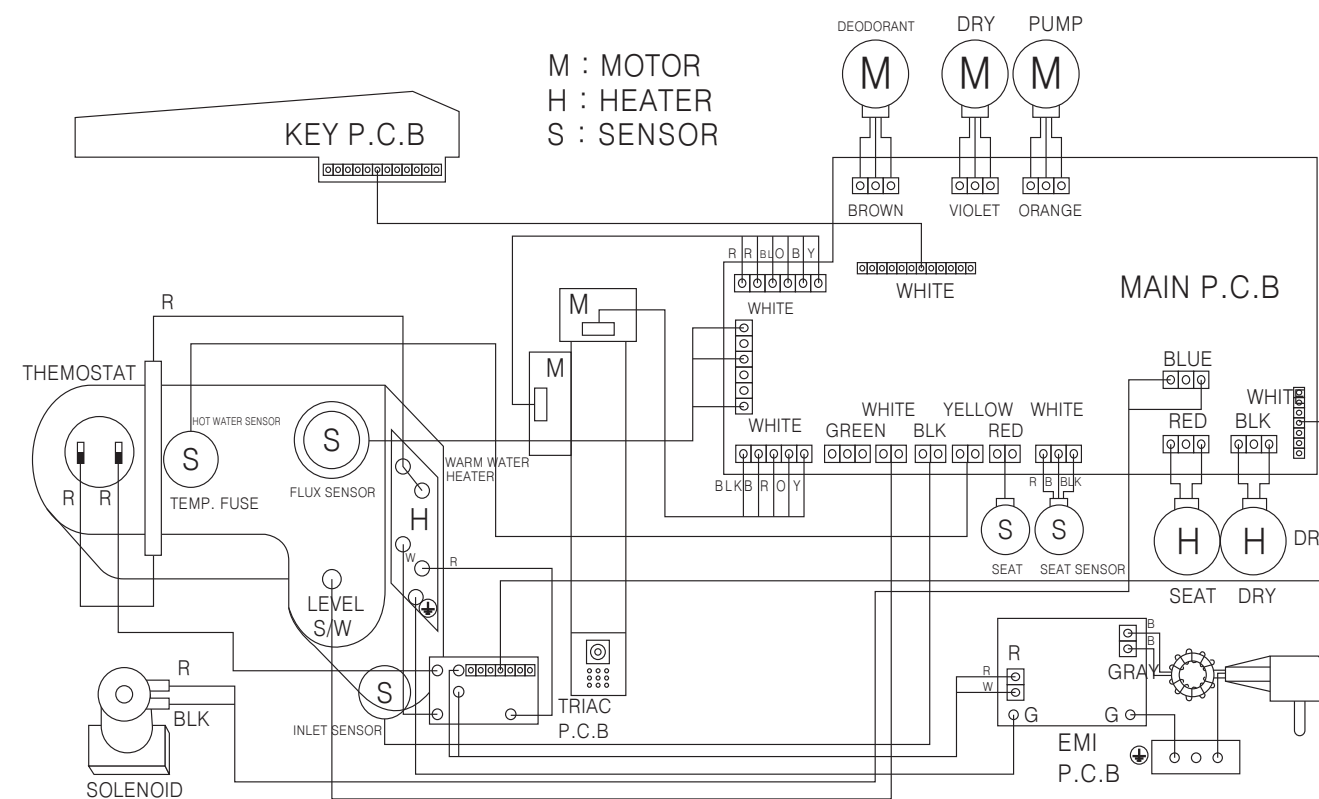 DEODORANT
DRY
PUMP
M : MOTOR
H : HEATER
S : SENSOR
M
M
M
KEY P.C.B
BROWN
VIOLET
ORANGE
R R BL O B Y
WHITE
WHITE
MAIN P.C.B
R
M
M
THEMOSTAT
BLUE
HOT WATER SENSOR
WHITE
WHITE
YELLOW
WHITE
GREEN
BLK
RED
RED
BLK
WHITE
S
S
WARM WATER
HEATER
R R
TEMP. FUSE
FLUX SENSOR
H
BLK B R O Y
R B BLK
S
S
SEAT
SEAT SENSOR
H
H
DR
SEAT
DRY
W
R
LEVEL
S/W
R
BLK
S
INLET SENSOR
SOLENOID
TRIAC
P.C.B
R
R
W
B
B
GRAY
G
G
EMI
P.C.B